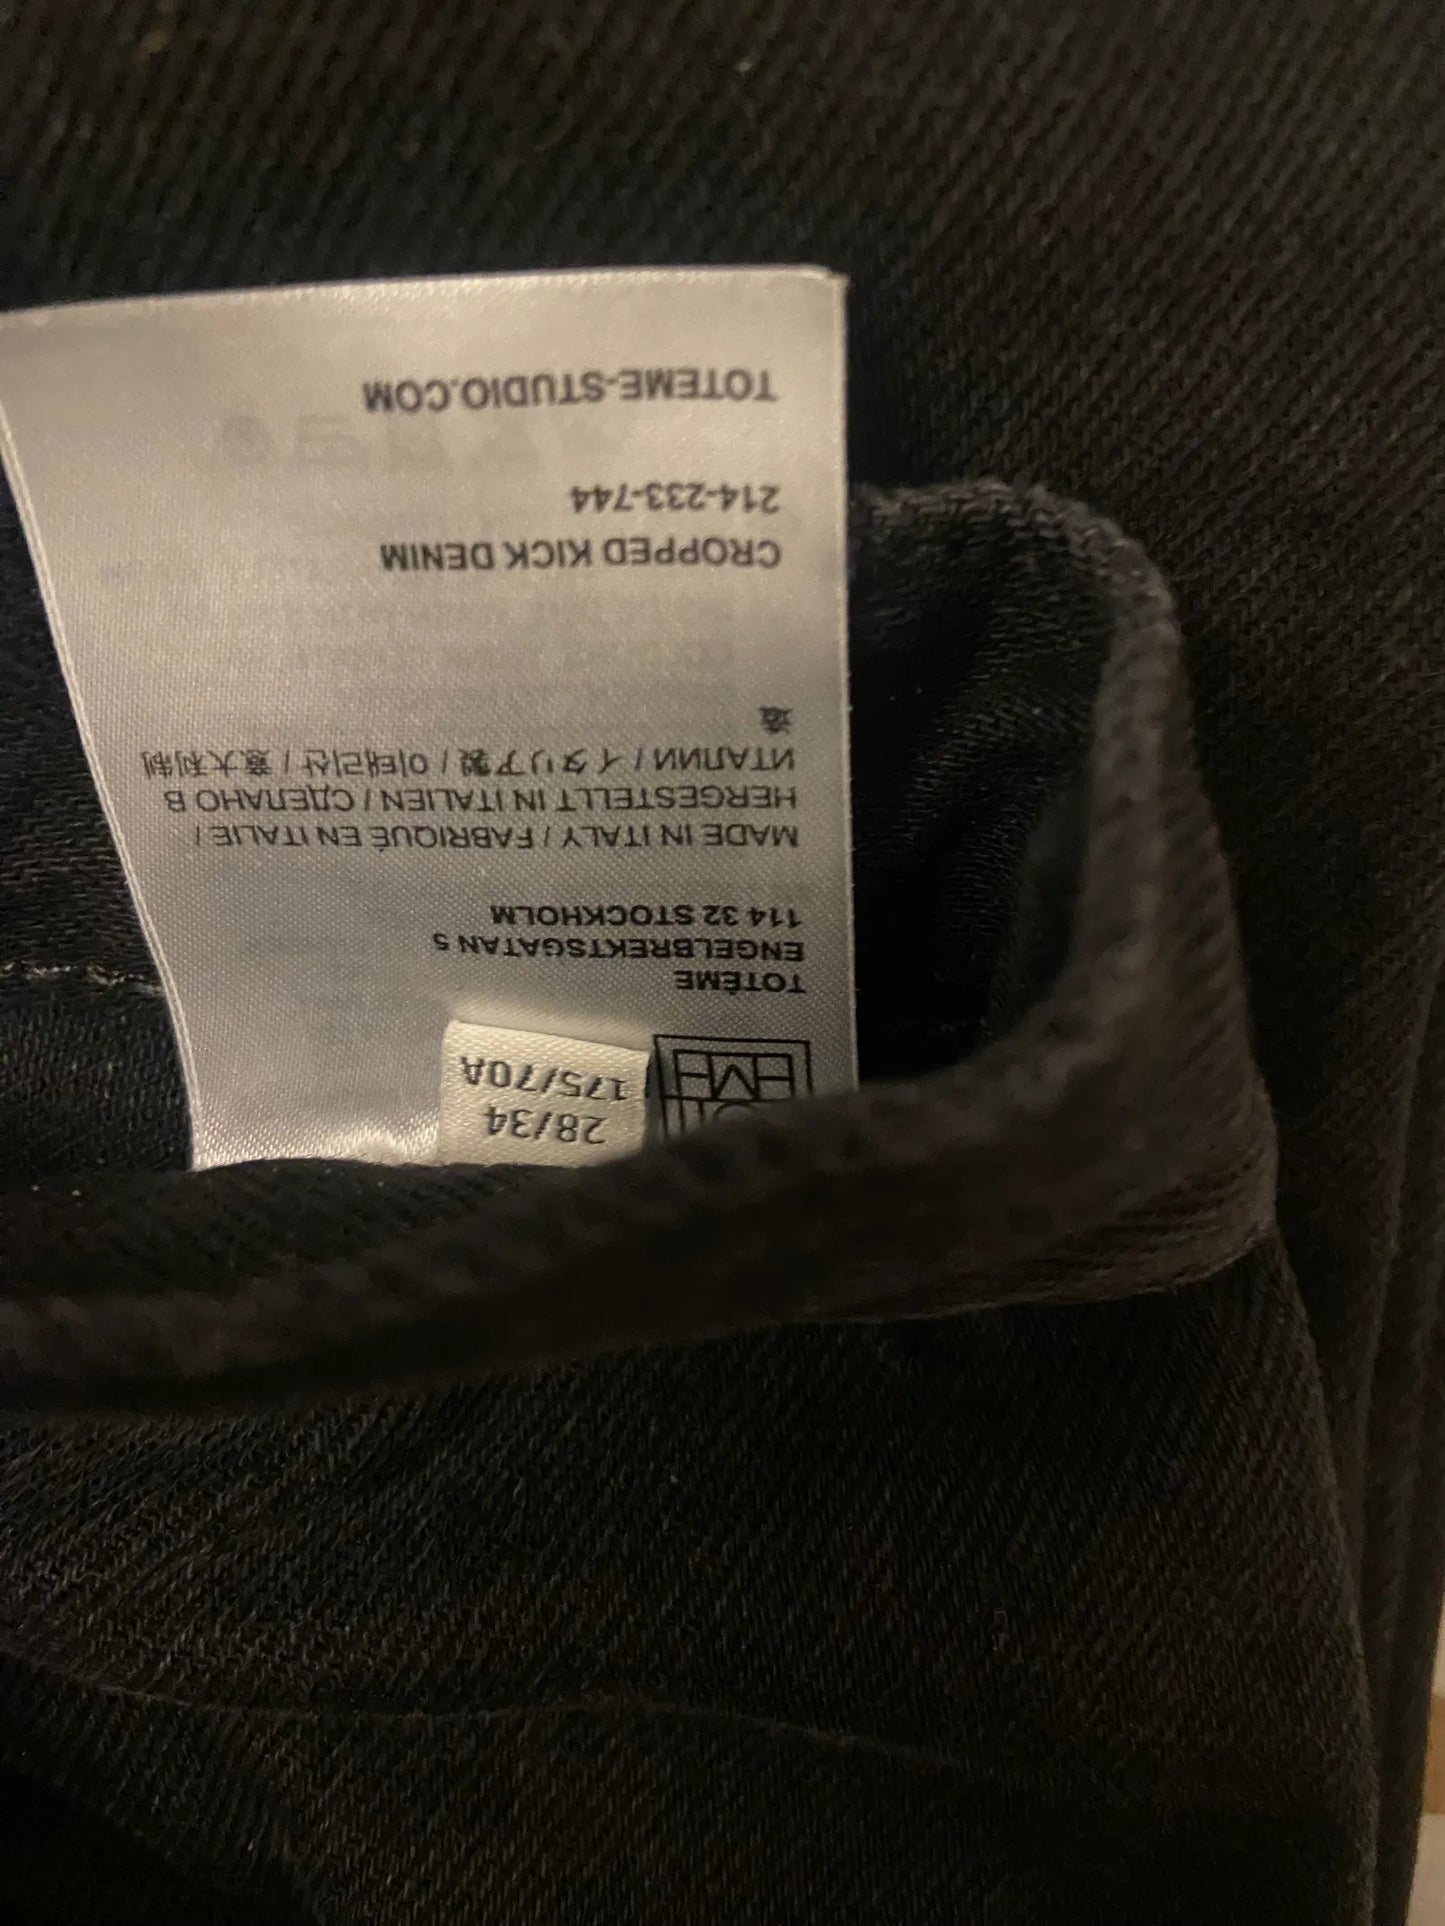 28/34
175/70A
TOTÊME
ENGELBREKTSGATAN 5
114 32 STOCKHOLM
MADE IN ITALY / FABRIQUÉ EN ITALIE /
HERGESTELLT IN ITALIEN / СДЕЛАНО В
ИТАЛИИ / イタリア製 / 이태리산 / 意大利制
造
CROPPED KICK DENIM
214-233-744
TOTEME-STUDIO.COM